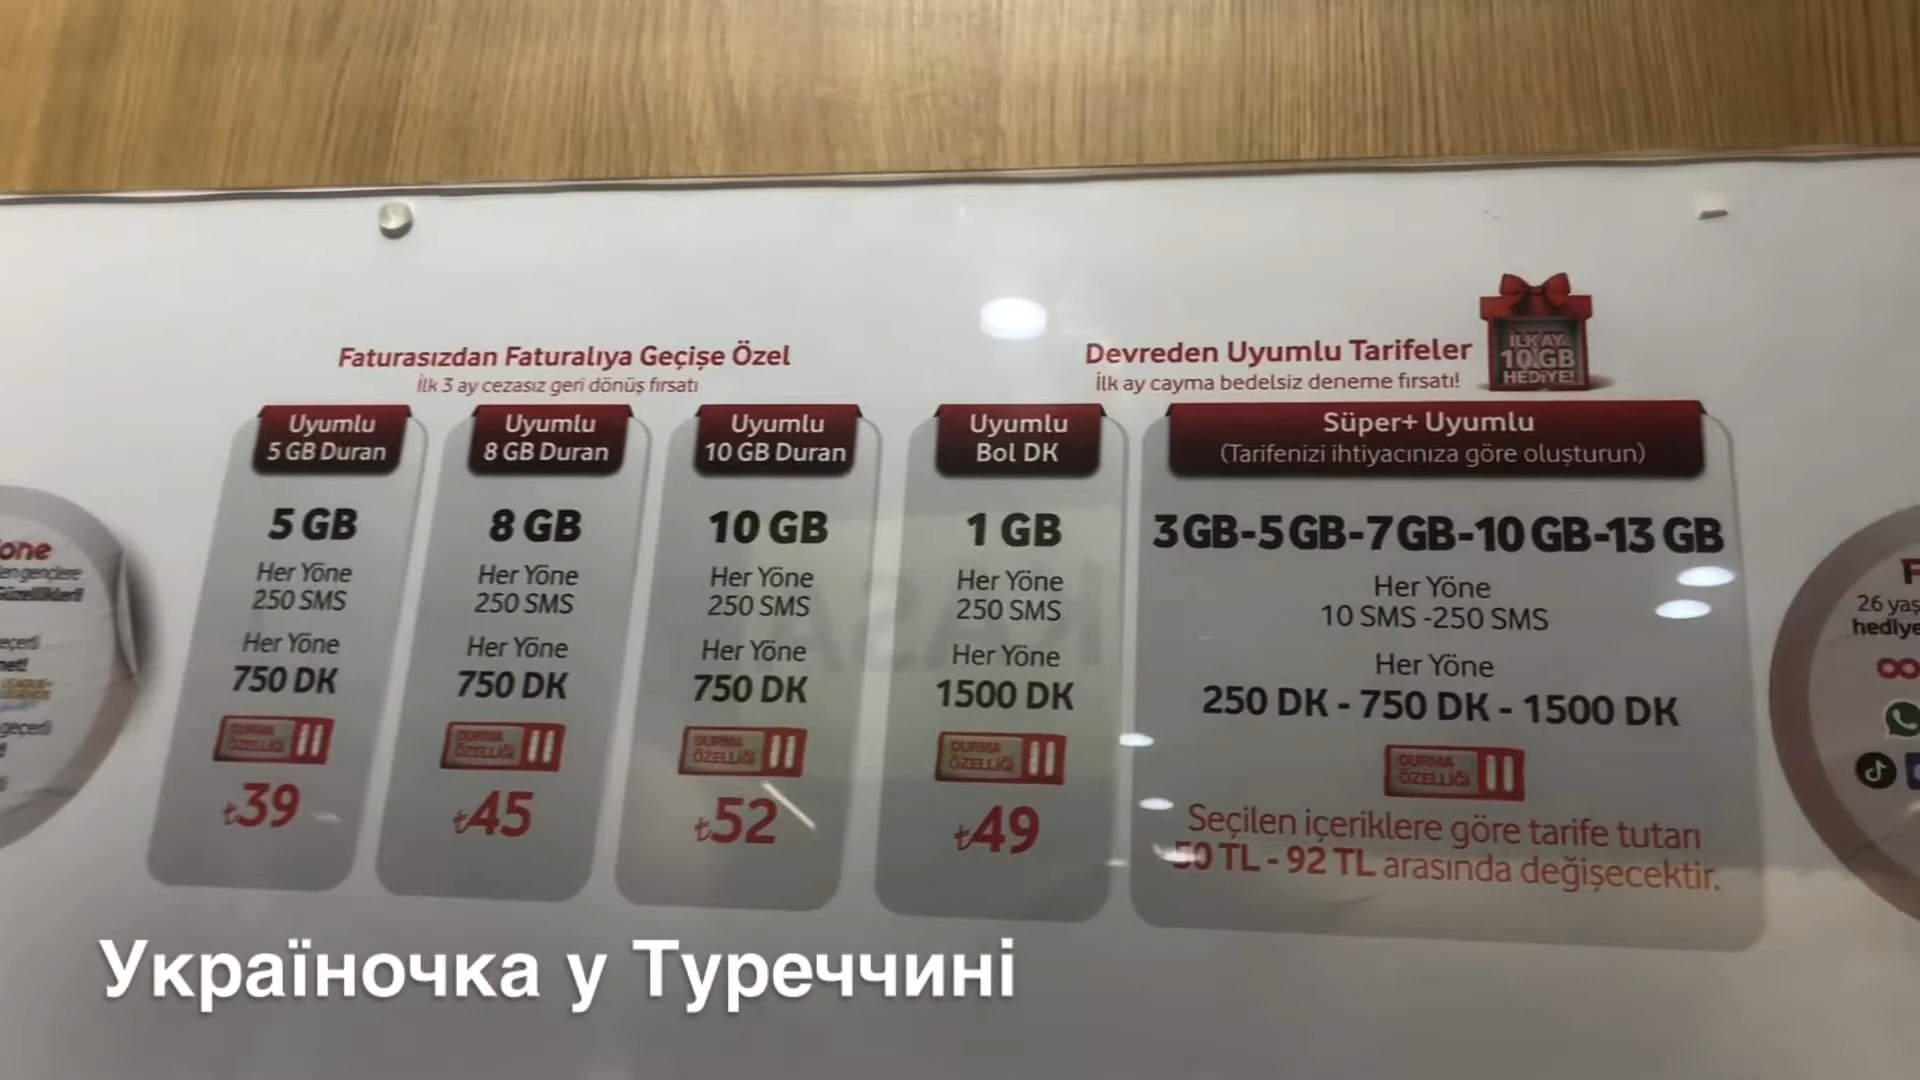 Faturasızdan Faturalıya Geçişe Özel
İlk 3 ay cezasız geri dönüş fırsatı
Devreden Uyumlu Tarifeler
İlk ay cayma bedelsiz deneme fırsatı!
İLK AY
10 GB
HEDİYE!
Uyumlu
5 GB Duran
5 GB
Her Yöne
250 SMS
Her Yöne
750 DK
DURMA
ÖZELLİĞİ
₺39
Uyumlu
8 GB Duran
8 GB
Her Yöne
250 SMS
Her Yöne
750 DK
DURMA
ÖZELLİĞİ
₺45
Uyumlu
10 GB Duran
10 GB
Her Yöne
250 SMS
Her Yöne
750 DK
DURMA
ÖZELLİĞİ
₺52
Uyumlu
Bol DK
1 GB
Her Yöne
250 SMS
Her Yöne
1500 DK
DURMA
ÖZELLİĞİ
₺49
Süper+ Uyumlu
(Tarifenizi ihtiyacınıza göre oluşturun)
3 GB-5 GB-7 GB-10 GB-13 GB
Her Yöne
10 SMS -250 SMS
Her Yöne
250 DK - 750 DK - 1500 DK
DURMA
ÖZELLİĞİ
Seçilen içeriklere göre tarife tutarı
50 TL - 92 TL arasında değişecektir.
26 yaş
hediye
Україночка у Туреччині